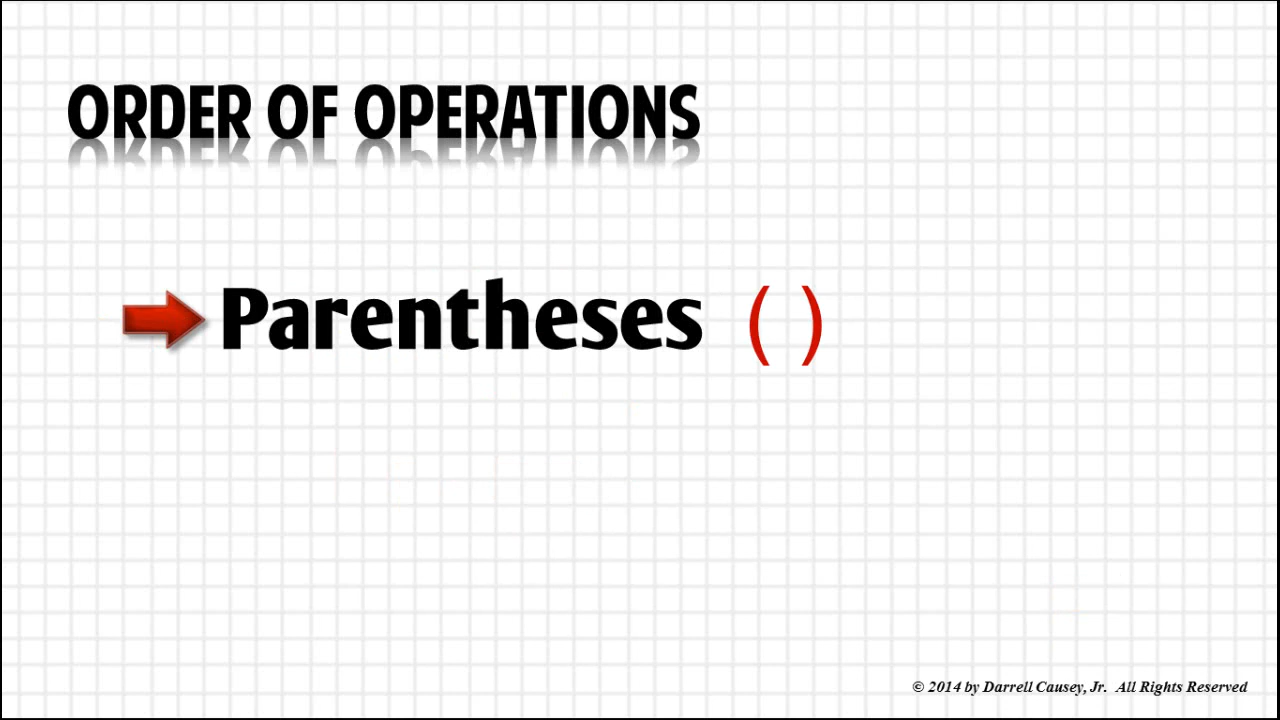 ORDER OF OPERATIONS
Parentheses ( )
© 2014 by Darrell Causey, Jr. All Rights Reserved